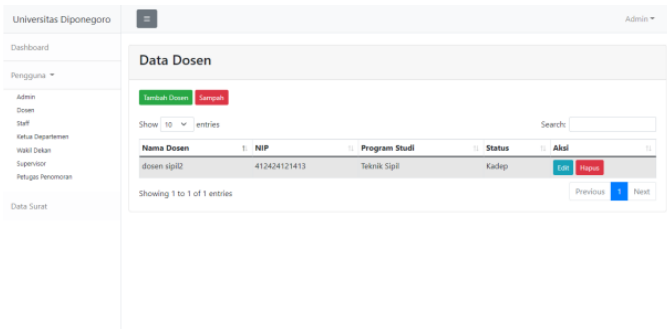 Universitas Diponegoro
Admin
Dashboard
Pengguna
Admin
Dosen
Staff
Ketua Departemen
Wakil Dekan
Supervisor
Petugas Penomoran
Data Surat
Data Dosen
Tambah Dosen Sampah
Show 10 entries Search:
Nama Dosen NIP Program Studi Status Aksi
dosen sipil2 412424121413 Teknik Sipil Kadep Edit Hapus
Showing 1 to 1 of 1 entries Previous 1 Next